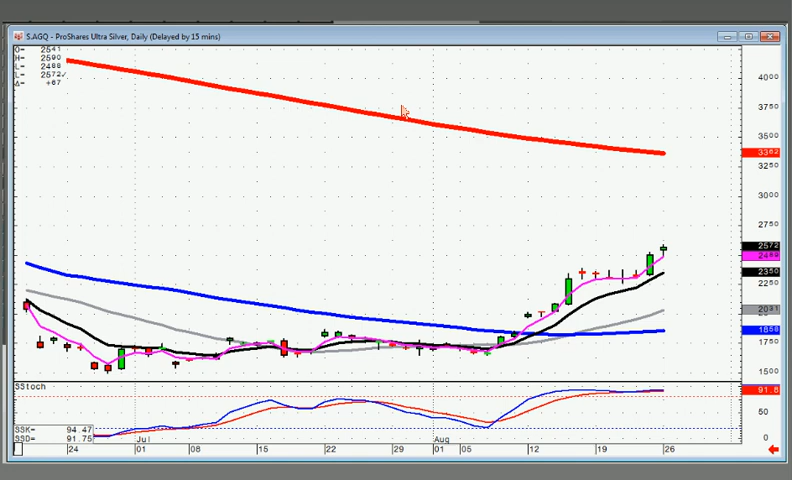 S.AGQ - ProShares Ultra Silver, Daily (Delayed by 15 mins)
O= 2541
H= 2590
L= 2488
L= 2572/
Δ= +67
4000
3750
3500
3362
3250
3000
2750
2572
2489
2350
2250
2031
1858
1750
1500
SStoch
91.8
50
0
SSK= 94.47
SSD= 91.75
Jul
Aug
24
01
08
15
22
29
01
05
12
19
26